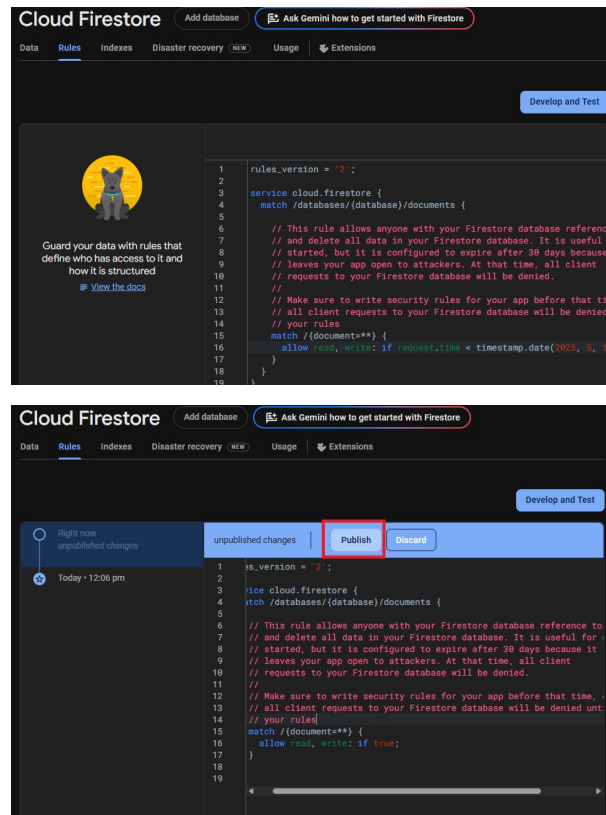 Cloud Firestore Add database Ask Gemini how to get started with Firestore
Data Rules Indexes Disaster recovery NEW Usage Extensions
Develop and Test
Guard your data with rules that
define who has access to it and
how it is structured
View the docs
1 rules_version = '2';
2
3 service cloud.firestore {
4 match /databases/{database}/documents {
5
6 // This rule allows anyone with your Firestore database
7 // and delete all data in your Firestore database. It is useful
8 // started, but it is configured to expire after 30 days because
9 // leaves your app open to attackers. At that time, all client
10 // requests to your Firestore database will be denied.
11 //
12 // Make sure to write security rules for your app before that
13 // all client requests to your Firestore database will be denied
14 // your rules
15 match /{document=**} {
16 allow read, write: if request.time < timestamp.date(2025, 5,
17 }
18 }
19 }
Cloud Firestore Add database Ask Gemini how to get started with Firestore
Data Rules Indexes Disaster recovery NEW Usage Extensions
Develop and Test
Right now
unpublished changes
Today • 12:06 pm
unpublished changes Publish Discard
1 es_version = '2';
2
3 vice cloud.firestore {
4 atch /databases/{database}/documents {
5
6 // This rule allows anyone with your Firestore database reference to
7 // and delete all data in your Firestore database. It is useful for
8 // started, but it is configured to expire after 30 days because it
9 // leaves your app open to attackers. At that time, all client
10 // requests to your Firestore database will be denied.
11 //
12 // Make sure to write security rules for your app before that time,
13 // all client requests to your Firestore database will be denied
14 // your rules
15 match /{document=**} {
16 allow read, write: if true;
17 }
18
19